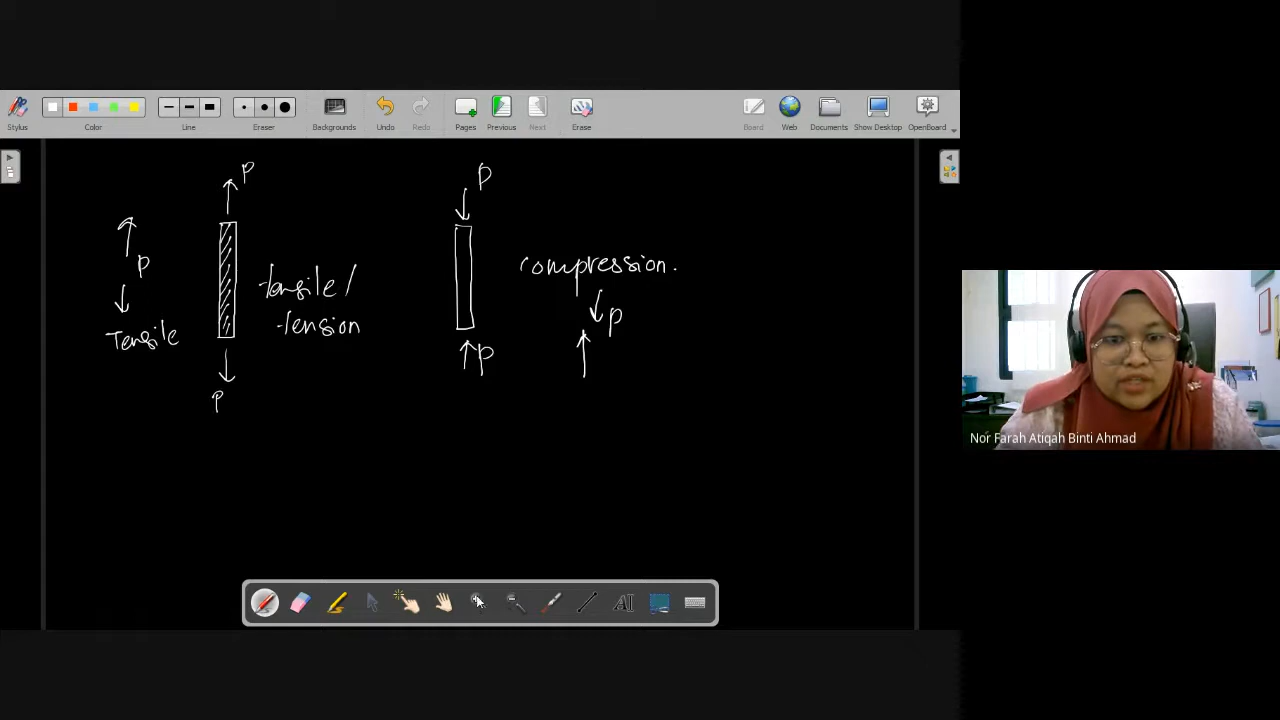 Stylus
Color
Line
Eraser
Backgrounds
Undo
Redo
Pages
Previous
Next
Erase
Board
Web
Documents
Show Desktop
OpenBoard
P
P
Tensile
P
tensile/
tension
P
P
P
compression.
P
Nor Farah Atiqah Binti Ahmad
AI